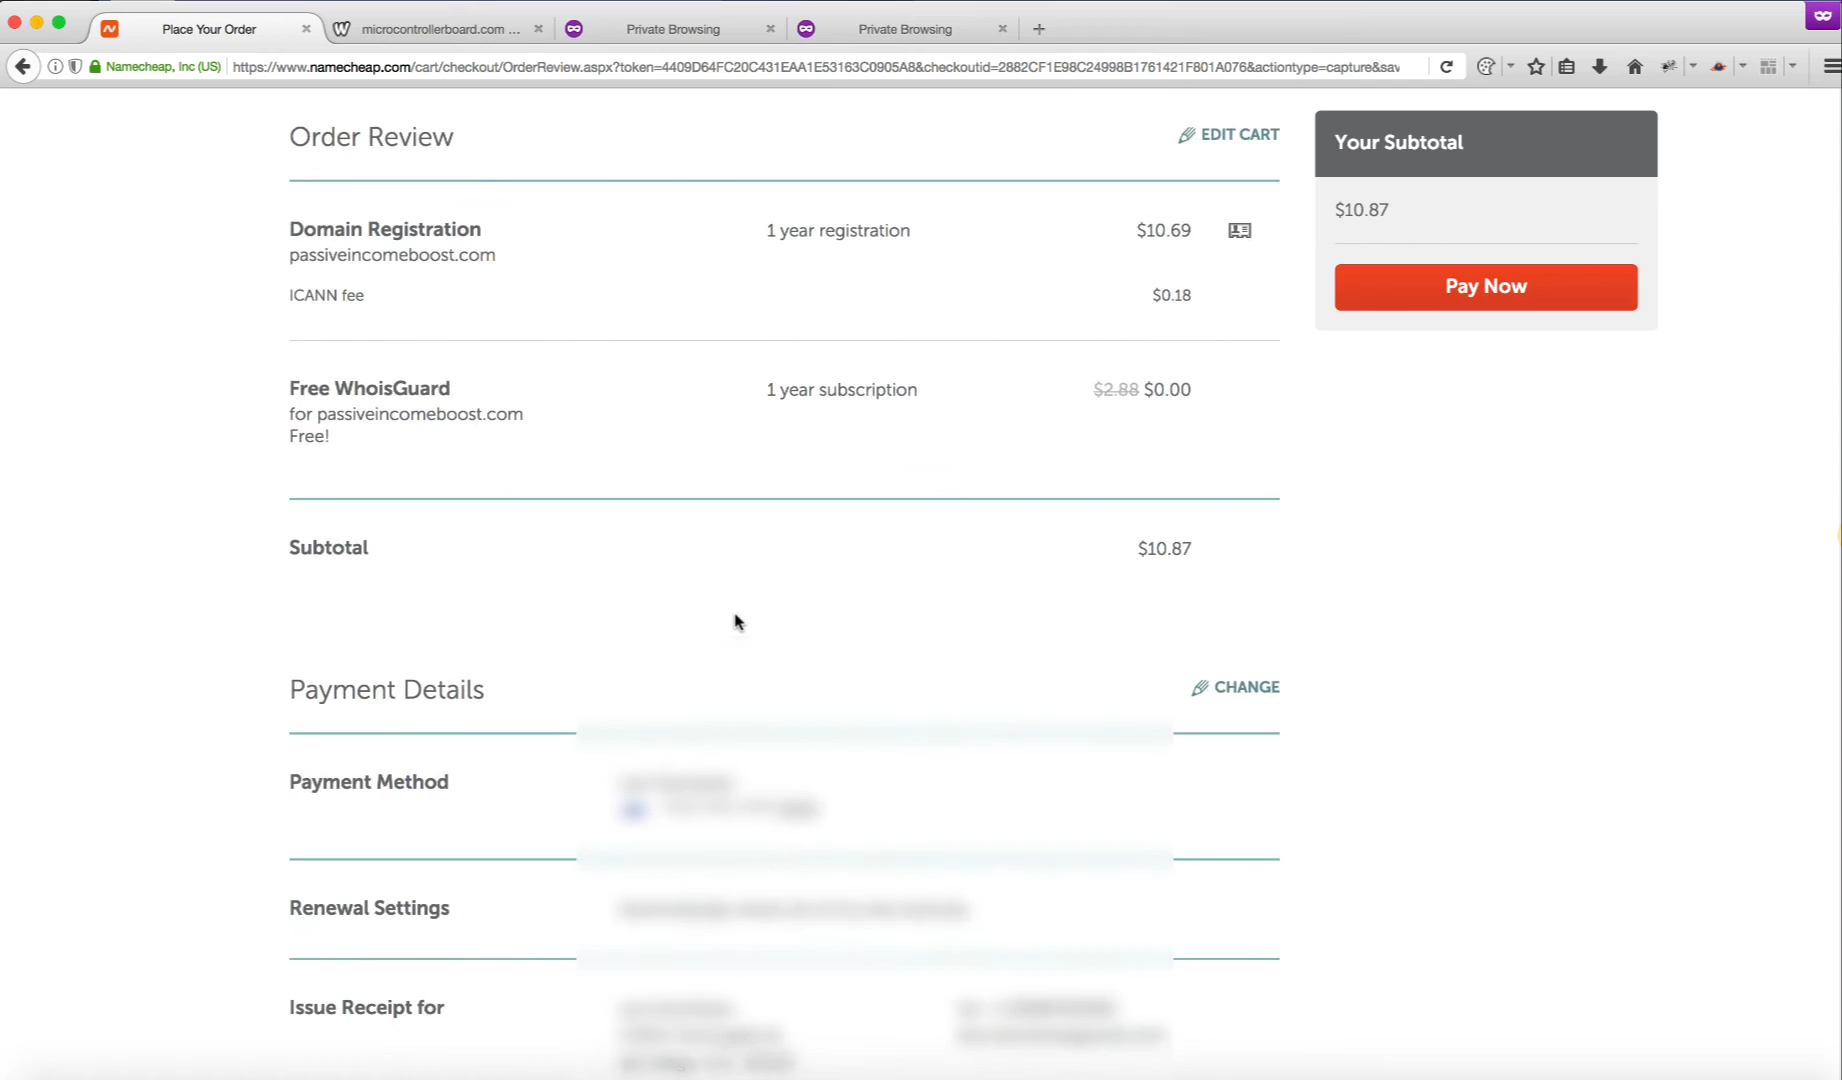 Place Your Order
microcontrollerboard.com ...
Private Browsing
Private Browsing
Namecheap, Inc (US)
https://www.namecheap.com/cart/checkout/OrderReview.aspx?token=4409D64FC20C431EAA1E53163C0905A8&checkoutid=2882CF1E98C24998B1761421F801A076&actiontype=capture&sav
Order Review
EDIT CART
Your Subtotal
$10.87
Pay Now
Domain Registration
1 year registration
$10.69
passiveincomeboost.com
ICANN fee
$0.18
Free WhoisGuard
1 year subscription
$2.88 $0.00
for passiveincomeboost.com
Free!
Subtotal
$10.87
Payment Details
CHANGE
Payment Method
Renewal Settings
Issue Receipt for